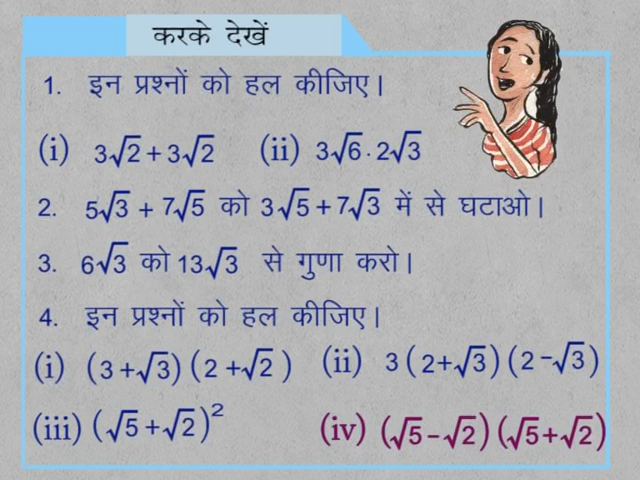 करके देखें
1. इन प्रश्नों को हल कीजिए।
(i) 3√2 + 3√2 (ii) 3√6 . 2√3
2. 5√3 + 7√5 को 3√5 + 7√3 में से घटाओ।
3. 6√3 को 13√3 से गुणा करो।
4. इन प्रश्नों को हल कीजिए।
(i) (3 + √3) (2 + √2) (ii) 3 (2 + √3) (2 - √3)
(iii) (√5 + √2)² (iv) (√5 - √2) (√5 + √2)